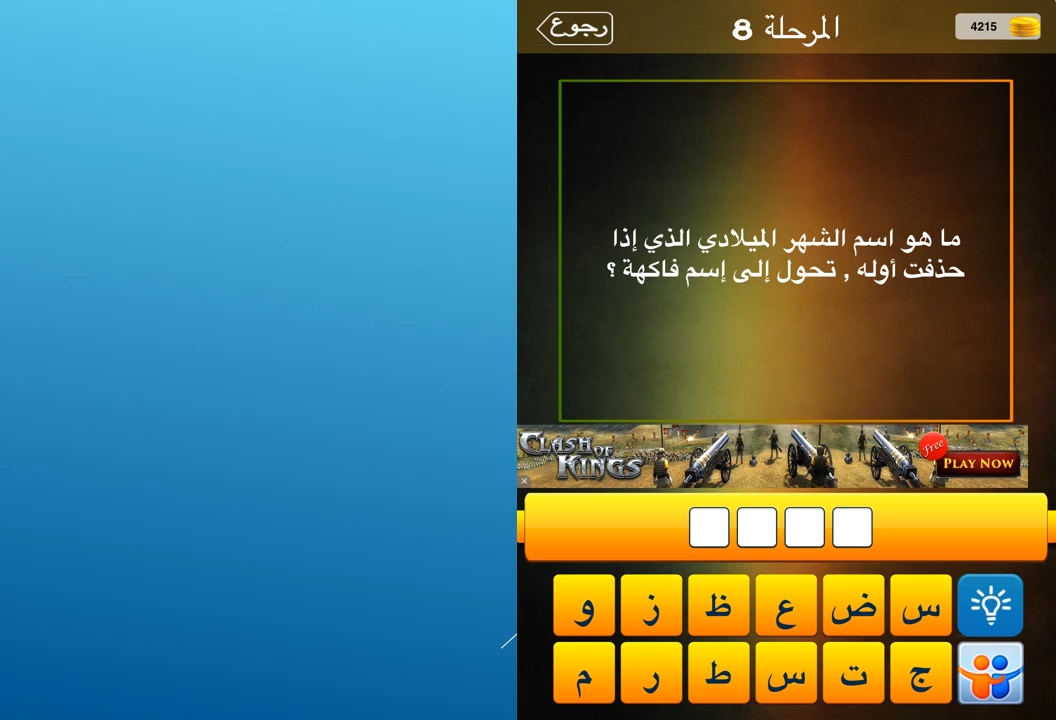 رجوع
المرحلة 8
4215
ما هو اسم الشهر الميلادي الذي إذا
حذفت أوله , تحول إلى إسم فاكهة ؟
CLASH OF KINGS
Free
PLAY NOW
س ض ع ظ ز و
ج ت س ط ر م